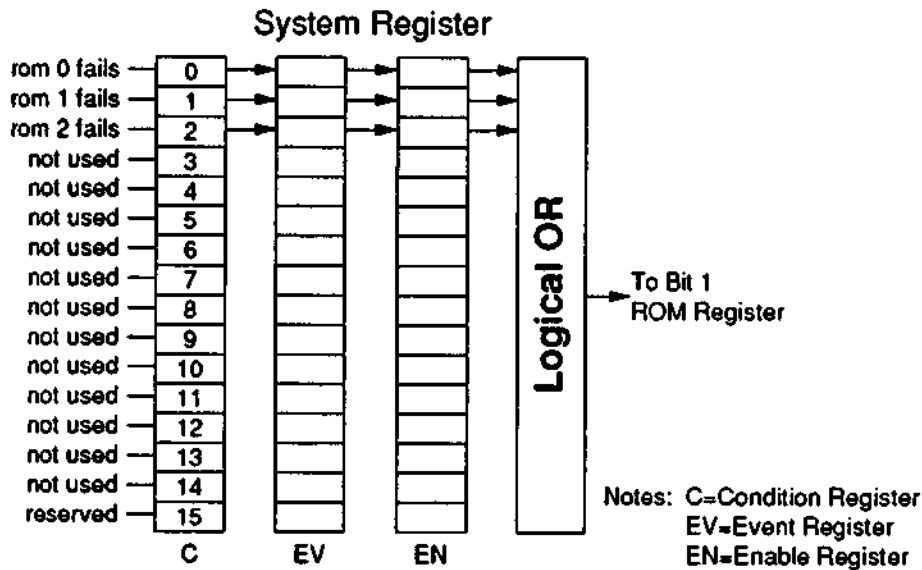 System Register
rom 0 fails 0
rom 1 fails 1
rom 2 fails 2
not used 3
not used 4
not used 5
not used 6
not used 7
not used 8
not used 9
not used 10
not used 11
not used 12
not used 13
not used 14
reserved 15
C EV EN
Logical OR
To Bit 1
ROM Register
Notes: C=Condition Register
EV=Event Register
EN=Enable Register